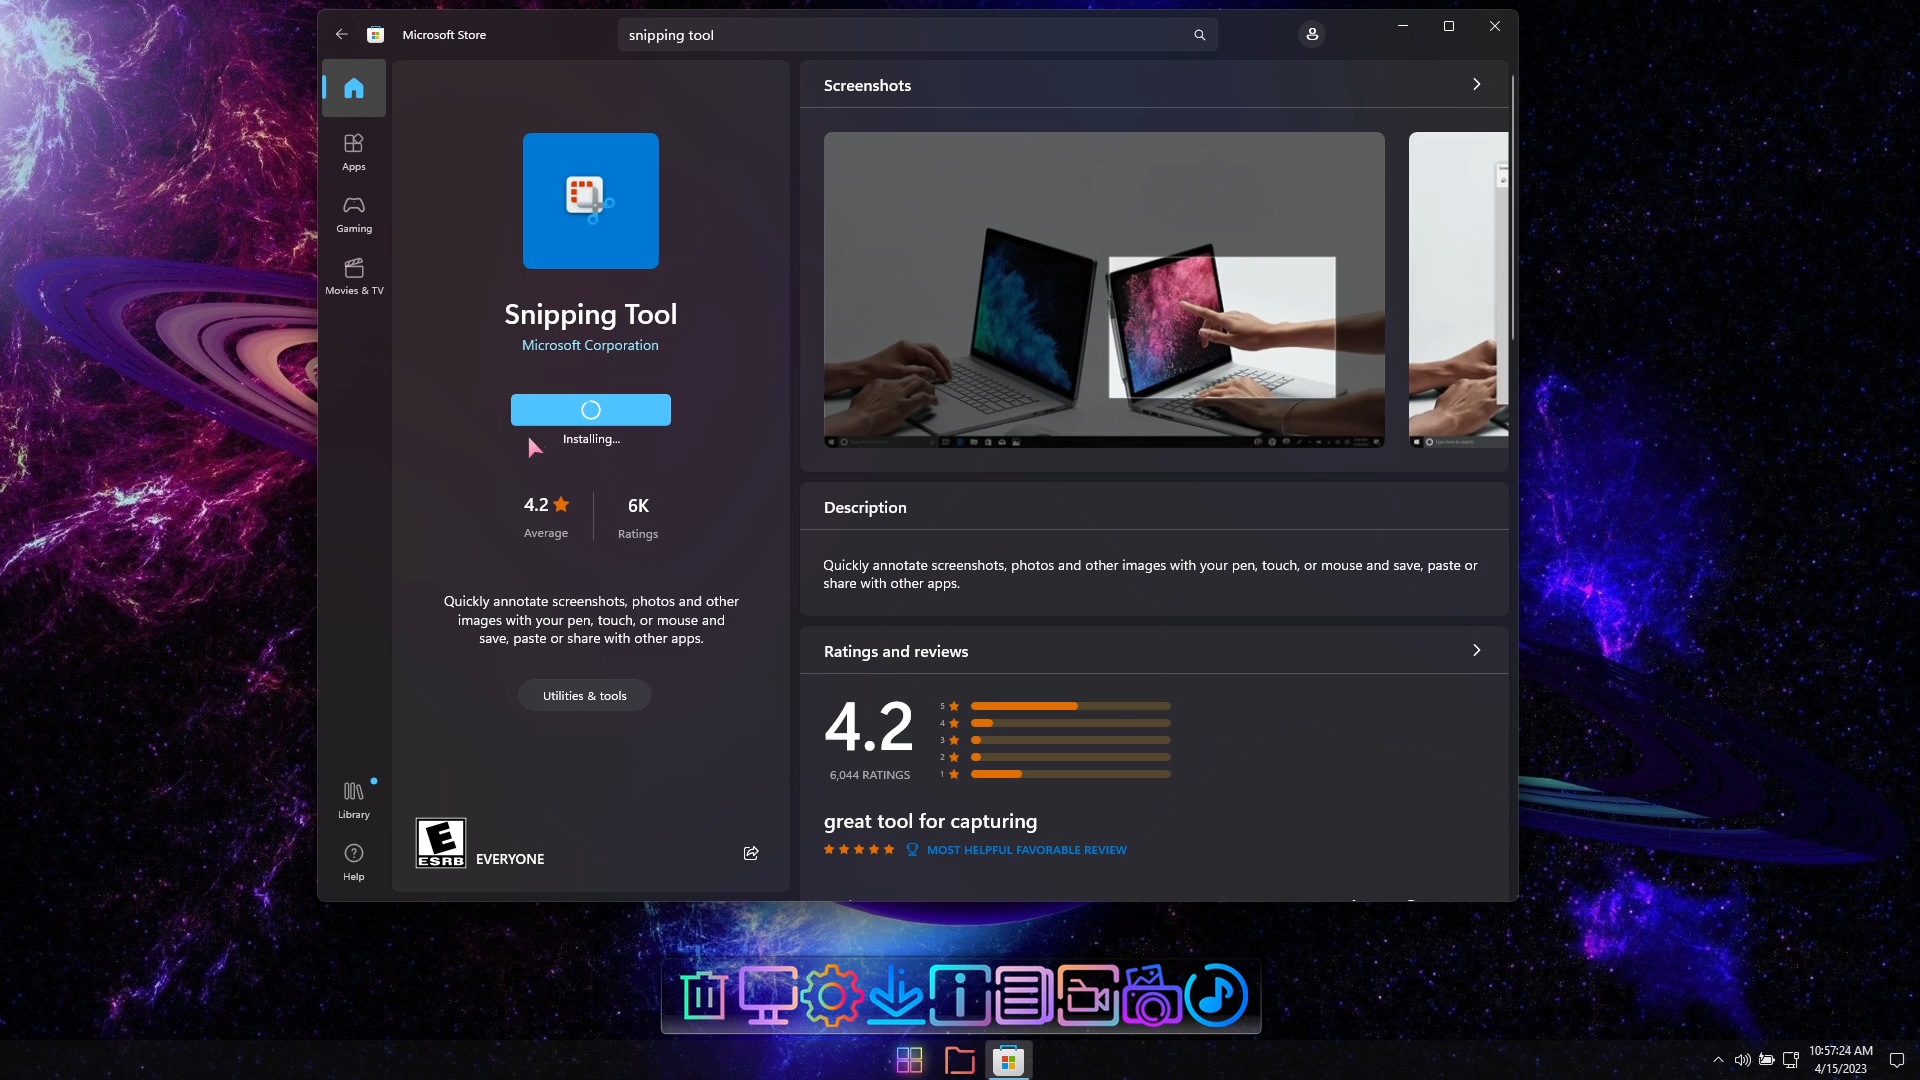 Microsoft Store
snipping tool
Apps
Gaming
Movies & TV
Library
Help
Snipping Tool
Microsoft Corporation
Installing...
4.2
Average
6K
Ratings
Quickly annotate screenshots, photos and other
images with your pen, touch, or mouse and
save, paste or share with other apps.
Utilities & tools
E
ESRB
EVERYONE
Screenshots
Description
Quickly annotate screenshots, photos and other images with your pen, touch, or mouse and save, paste or
share with other apps.
Ratings and reviews
4.2
6,044 RATINGS
5
4
3
2
1
great tool for capturing
MOST HELPFUL FAVORABLE REVIEW
10:57:24 AM
4/15/2023